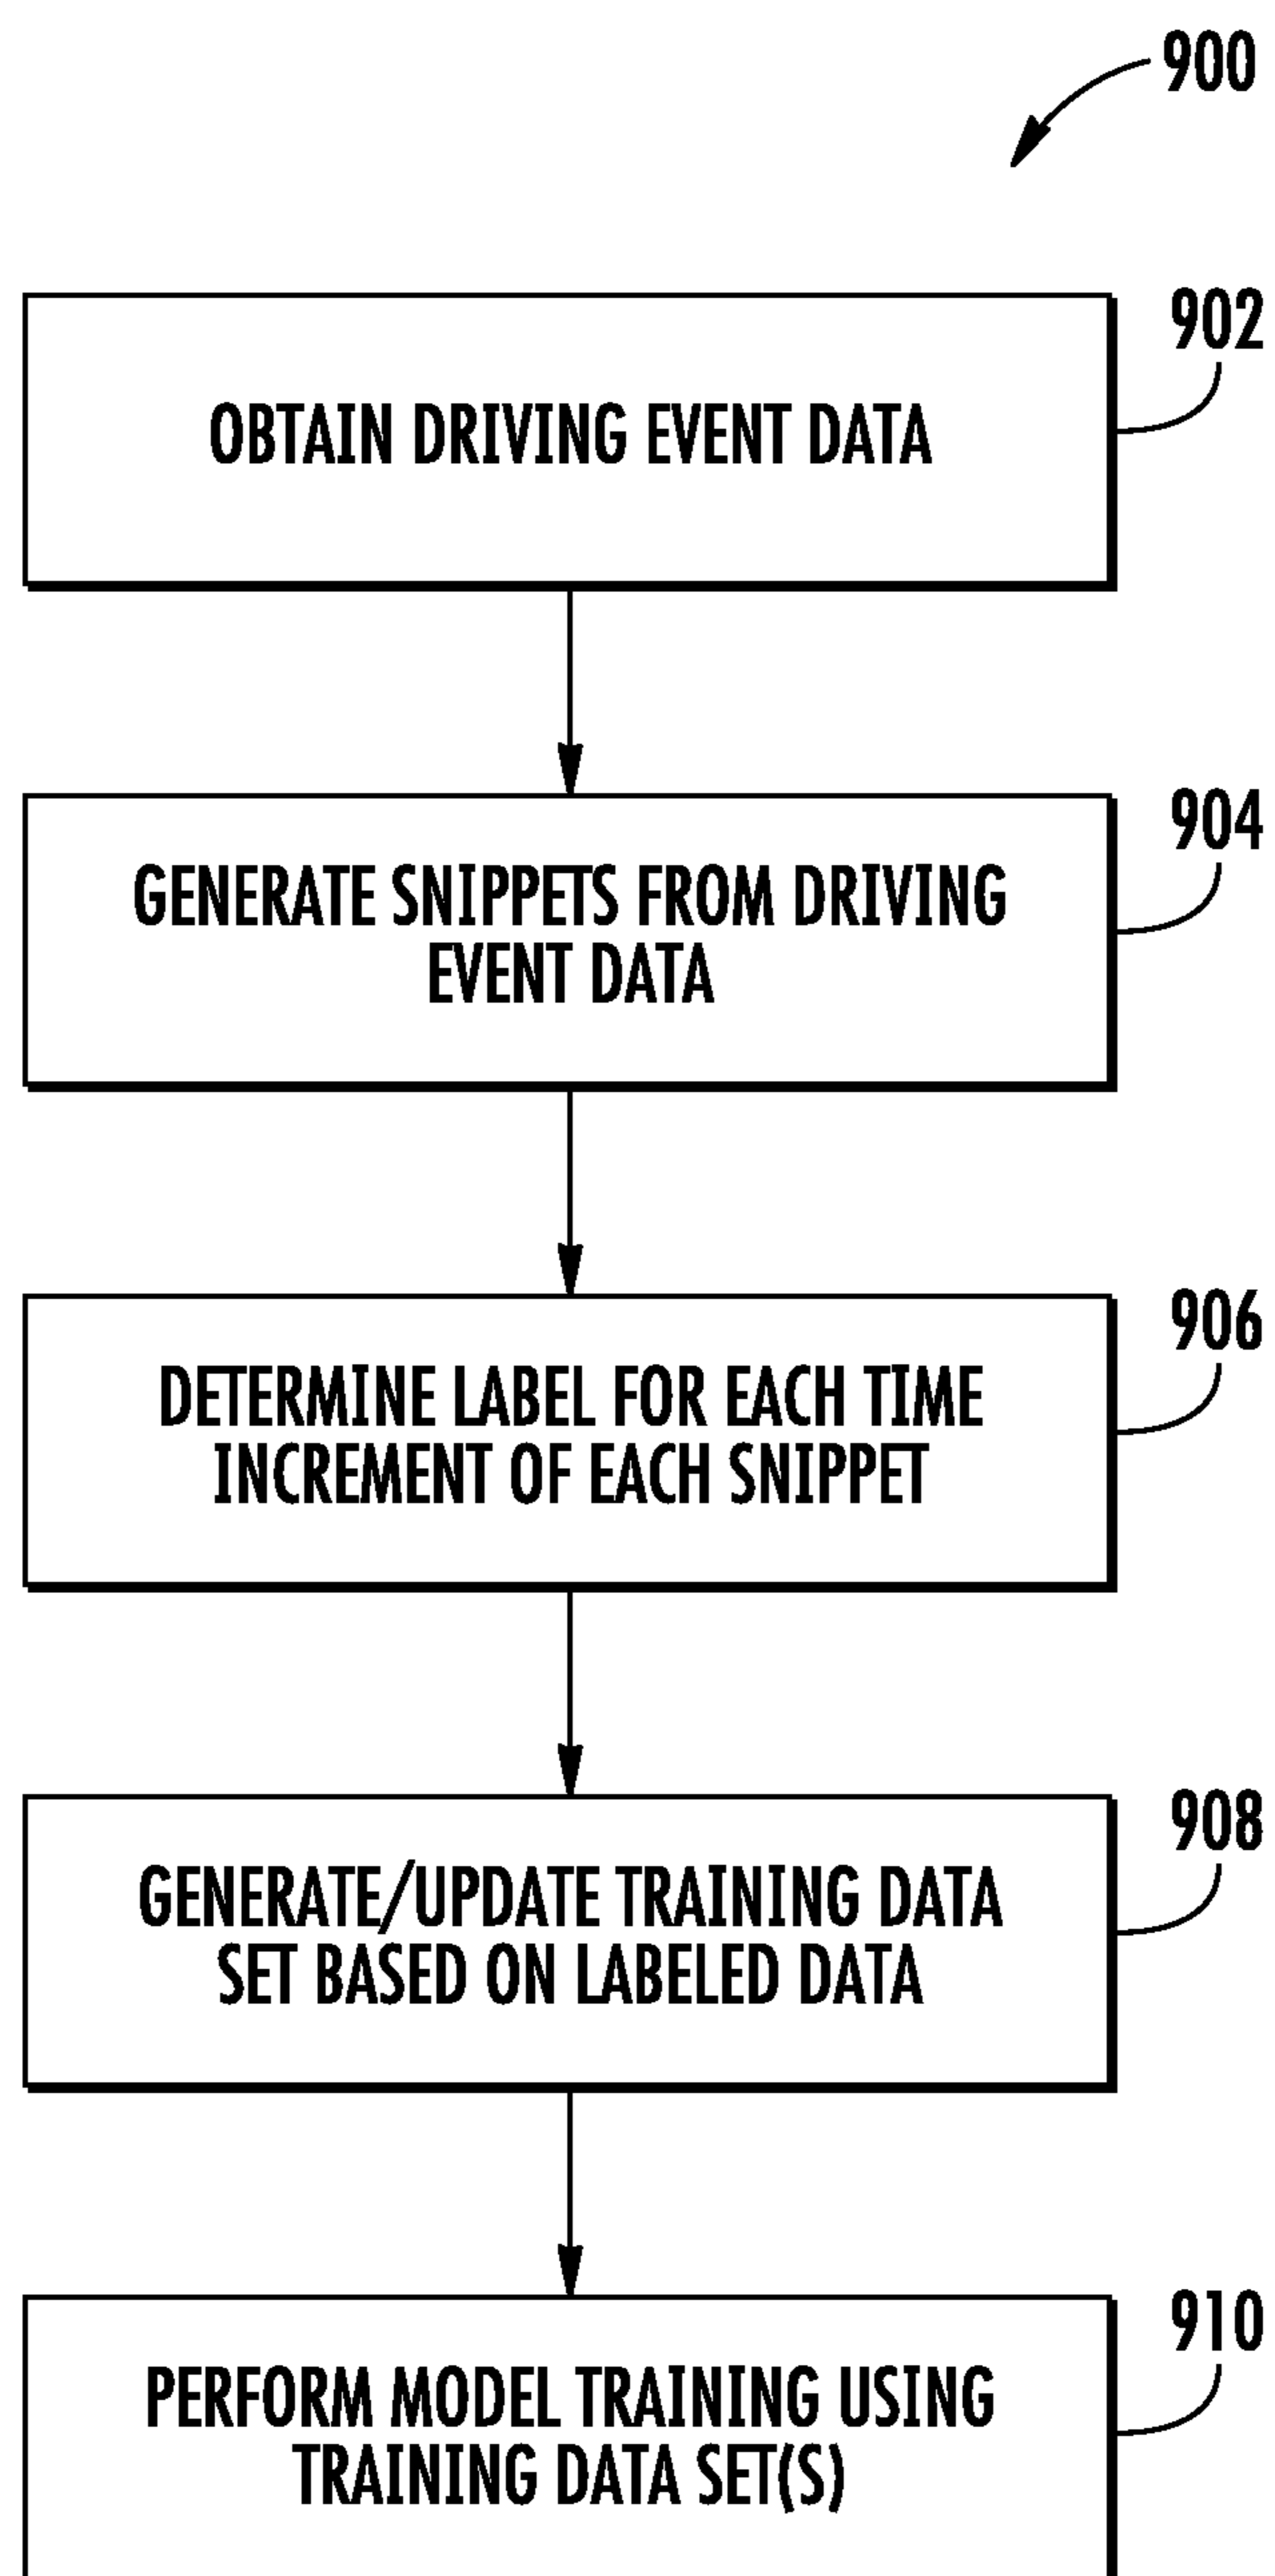 900
902
OBTAIN DRIVING EVENT DATA
904
GENERATE SNIPPETS FROM DRIVING
EVENT DATA
906
DETERMINE LABEL FOR EACH TIME
INCREMENT OF EACH SNIPPET
908
GENERATE/UPDATE TRAINING DATA
SET BASED ON LABELED DATA
910
PERFORM MODEL TRAINING USING
TRAINING DATA SET(S)